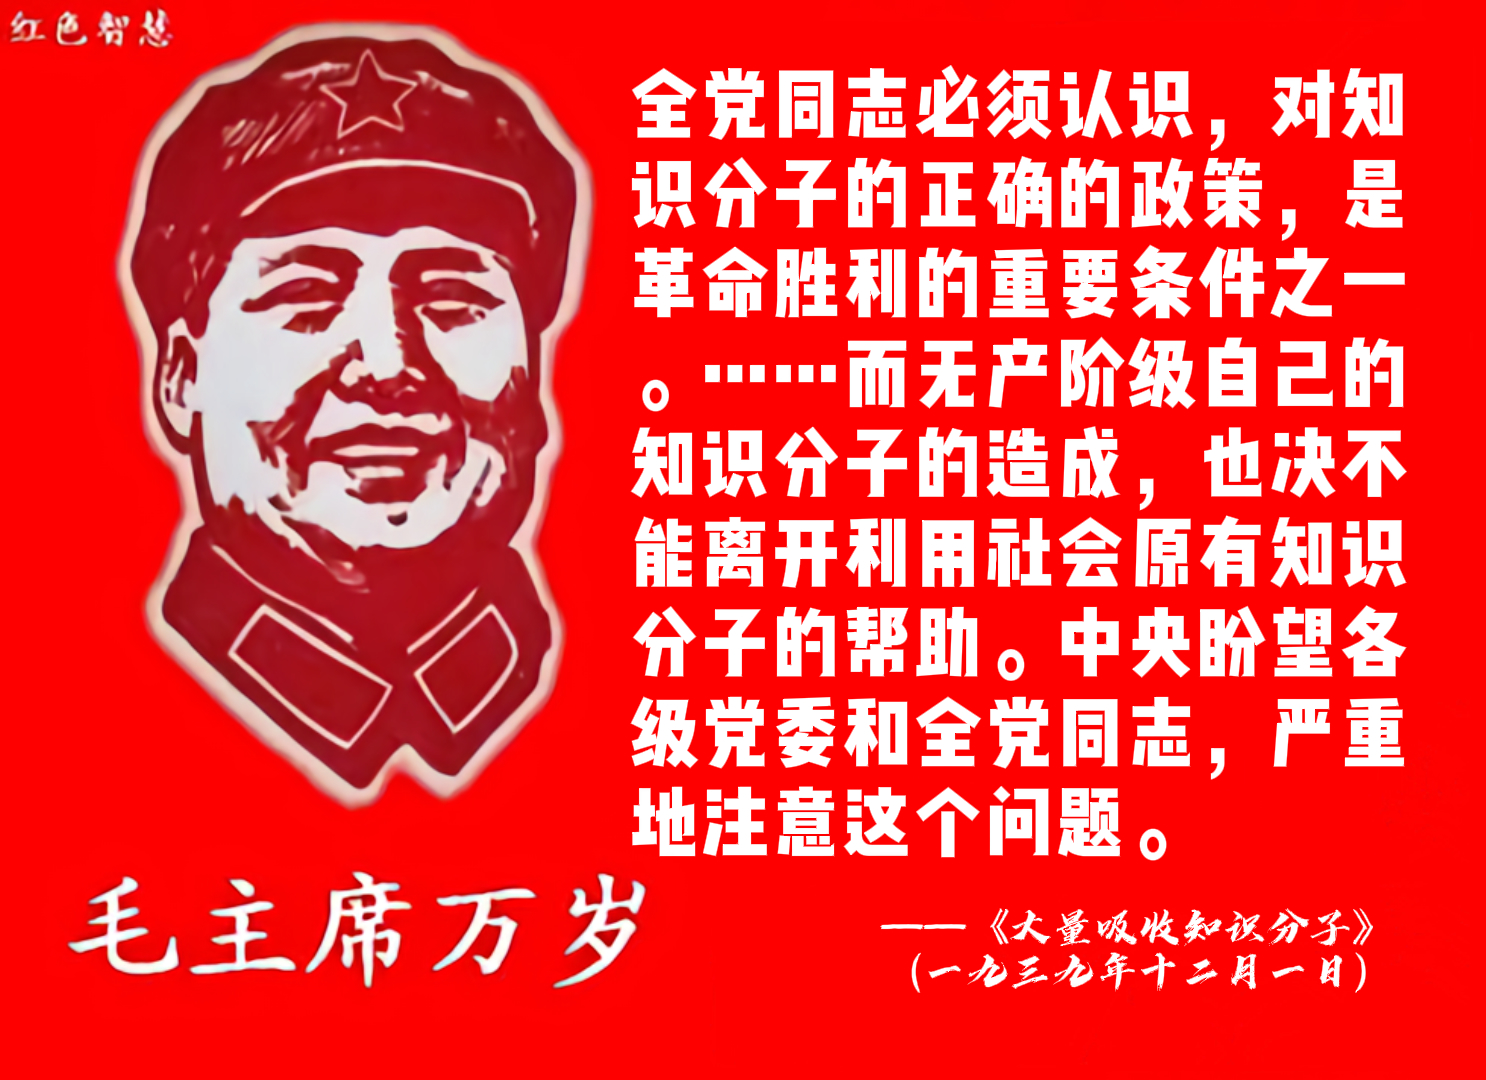 红色智慧
全党同志必须认识，对知
识分子的正确的政策，是
革命胜利的重要条件之一
。……而无产阶级自己的
知识分子的造成，也决不
能离开利用社会原有知识
分子的帮助。中央盼望各
级党委和全党同志，严重
地注意这个问题。
——《大量吸收知识分子》
（一九三九年十二月一日）
毛主席万岁